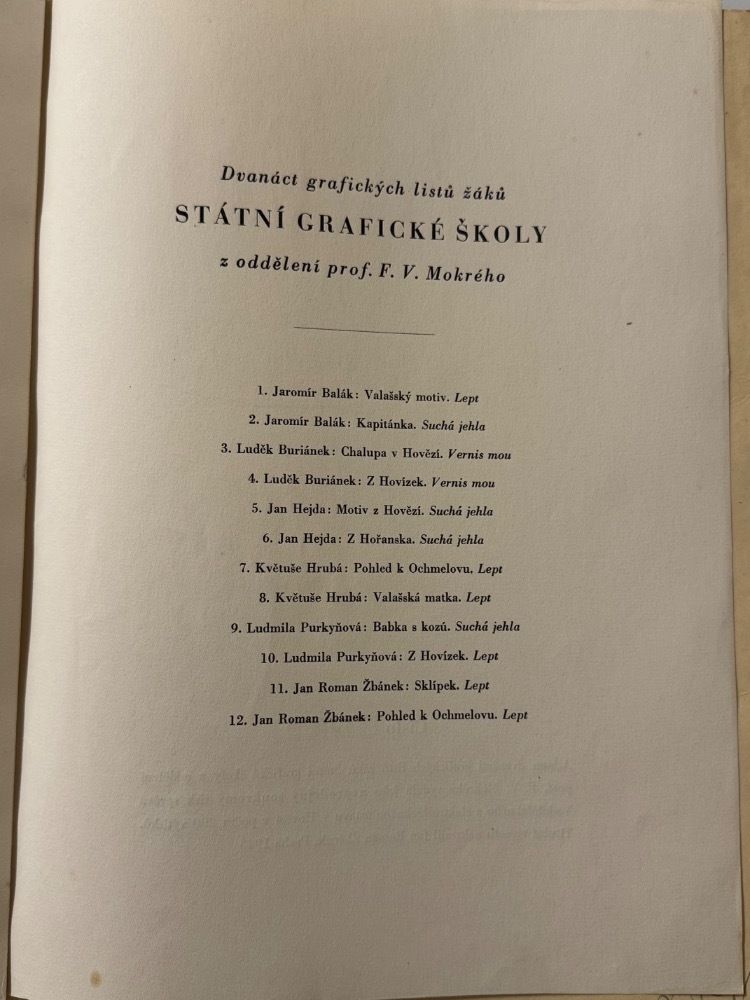 Dvanáct grafických listů žáků
STÁTNÍ GRAFICKÉ ŠKOLY
z oddělení prof. F. V. Mokrého
1. Jaromír Balák: Valašský motiv. Lept
2. Jaromír Balák: Kapitánka. Suchá jehla
3. Luděk Buriánek: Chalupa v Hovězí. Vernis mou
4. Luděk Buriánek: Z Hovízek. Vernis mou
5. Jan Hejda: Motiv z Hovězí. Suchá jehla
6. Jan Hejda: Z Hořanska. Suchá jehla
7. Květuše Hrubá: Pohled k Ochmelovu. Lept
8. Květuše Hrubá: Valašská matka. Lept
9. Ludmila Purkyňová: Babka s kozú. Suchá jehla
10. Ludmila Purkyňová: Z Hovízek. Lept
11. Jan Roman Žbánek: Sklípek. Lept
12. Jan Roman Žbánek: Pohled k Ochmelovu. Lept